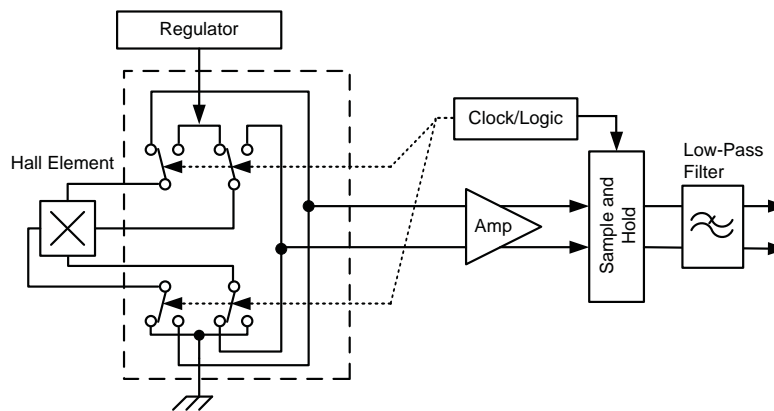 Regulator
Clock/Logic
Hall Element
Low-Pass
Filter
Amp
Sample and
Hold